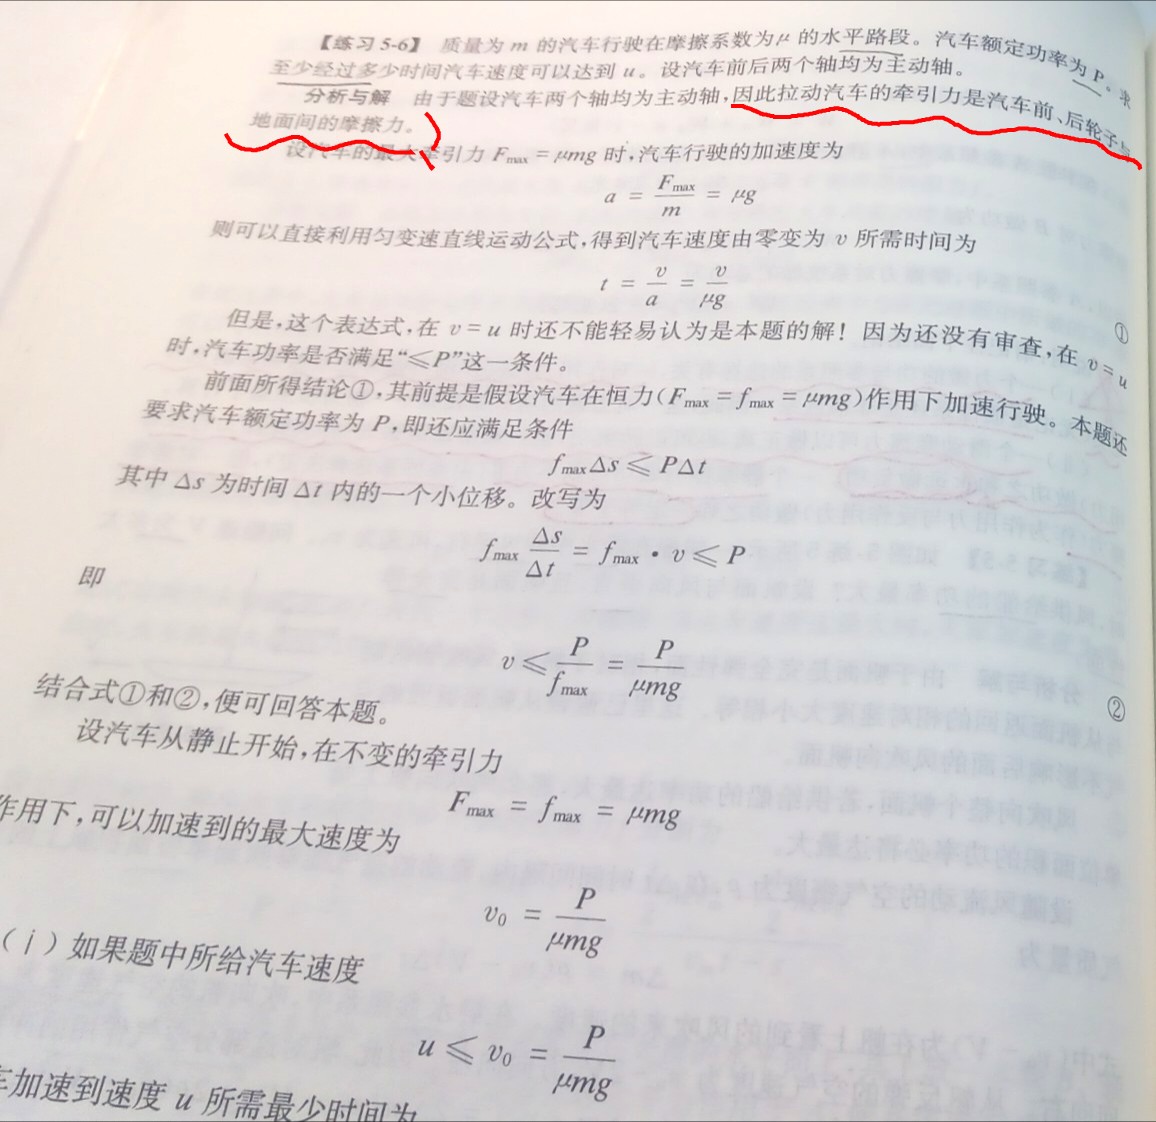 【练习5-6】 质量为 m 的汽车行驶在摩擦系数为 μ 的水平路段。汽车额定功率为 P。求
至少经过多少时间汽车速度可以达到 u。设汽车前后两个轴均为主动轴。
分析与解 由于题设汽车两个轴均为主动轴,因此拉动汽车的牵引力是汽车前、后轮子与
地面间的摩擦力。
设汽车的最大牵引力 Fmax = μmg 时,汽车行驶的加速度为
a = Fmax/m = μg
则可以直接利用匀变速直线运动公式,得到汽车速度由零变为 v 所需时间为
t = v/a = v/μg ①
但是,这个表达式,在 v = u 时还不能轻易认为是本题的解! 因为还没有审查,在 v = u
时,汽车功率是否满足“≤P”这一条件。
前面所得结论①,其前提是假设汽车在恒力(Fmax = fmax = μmg)作用下加速行驶。本题还
要求汽车额定功率为 P,即还应满足条件
fmaxΔs ≤ PΔt
其中 Δs 为时间 Δt 内的一个小位移。改写为
fmax Δs/Δt = fmax · v ≤ P
即
v ≤ P/fmax = P/μmg ②
结合式①和②,便可回答本题。
设汽车从静止开始,在不变的牵引力
Fmax = fmax = μmg
作用下,可以加速到的最大速度为
v0 = P/μmg
(i)如果题中所给汽车速度
u ≤ v0 = P/μmg
车加速到速度 u 所需最少时间为